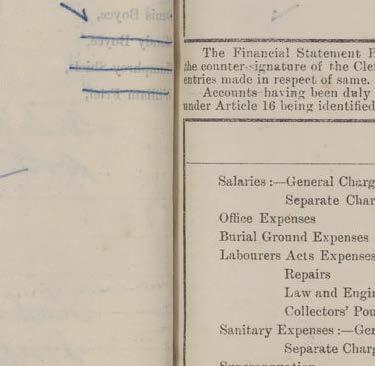 The Financial Statement B
the counter-signature of the Cler
entries made in respect of same.
Accounts having been duly
under Article 16 being identified
Salaries :—General Charg
Separate Char
Office Expenses
Burial Ground Expenses
Labourers Acts Expenses
Repairs
Law and Engin
Collectors' Pou
Sanitary Expenses :—Gen
Separate Charg